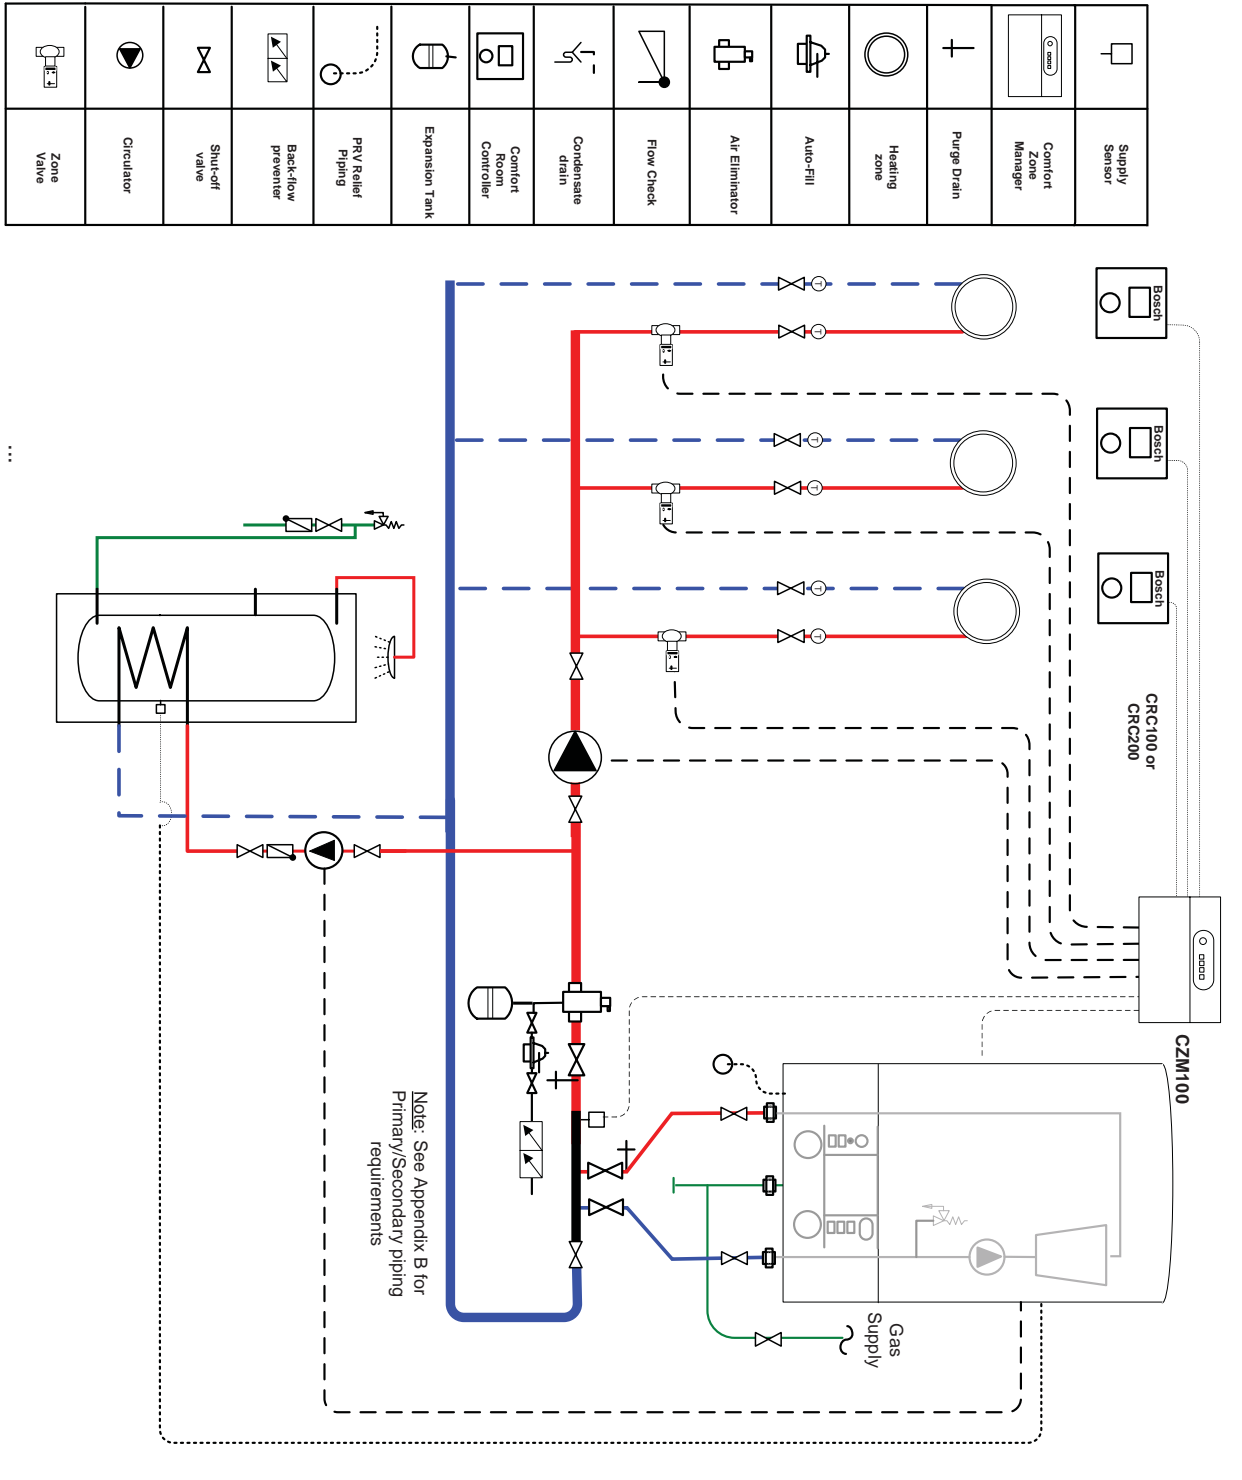 Supply
Sensor
Comfort
Zone
Manager
Purge Drain
Heating
zone
Auto-Fill
Air Eliminator
Flow Check
Condensate
drain
Comfort
Room
Controller
Expansion Tank
PRV Relief
Piping
Back-flow
preventer
Shut-off
valve
Circulator
Zone
Valve
Bosch
Bosch
Bosch
CRC100 or
CRC200
CZM100
T
T
T
T
T
T
Gas
Supply
Note: See Appendix B for
Primary/Secondary piping
requirements
...